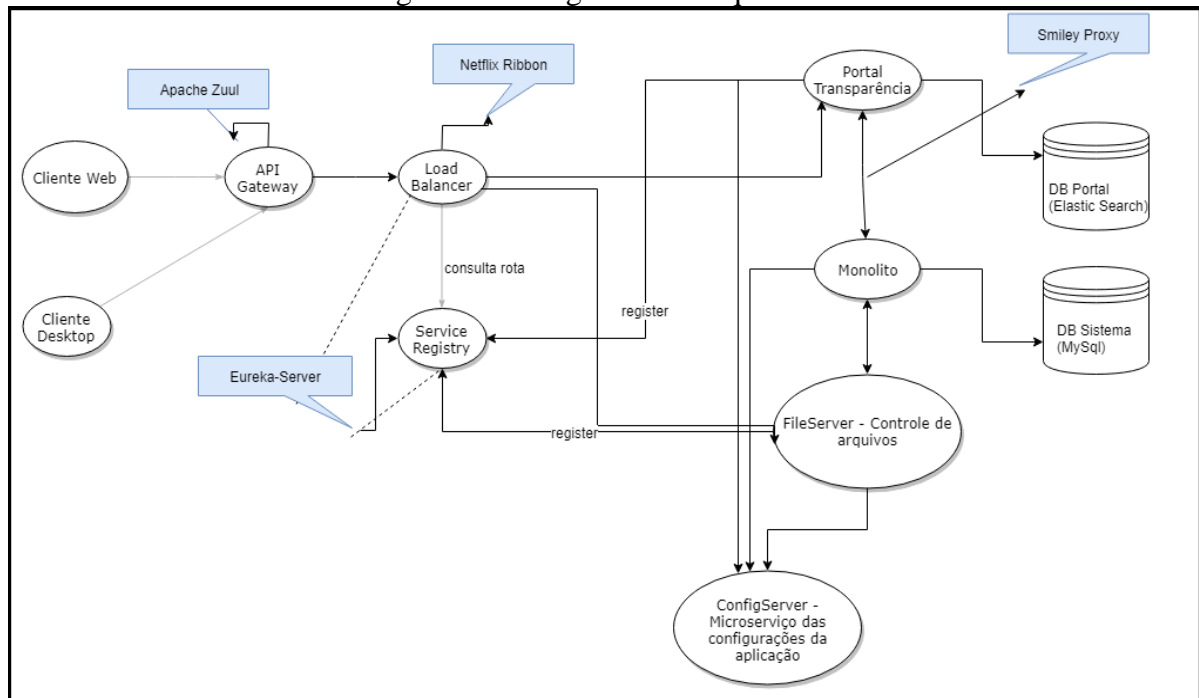 Smiley Proxy
Netflix Ribbon
Apache Zuul
Portal
Transparência
Cliente Web
API
Gateway
Load
Balancer
DB Portal
(Elastic Search)
consulta rota
Monolito
Cliente
Desktop
Service
Registry
register
DB Sistema
(MySql)
Eureka-Server
FileServer - Controle de
arquivos
register
ConfigServer -
Microserviço das
configurações da
aplicação